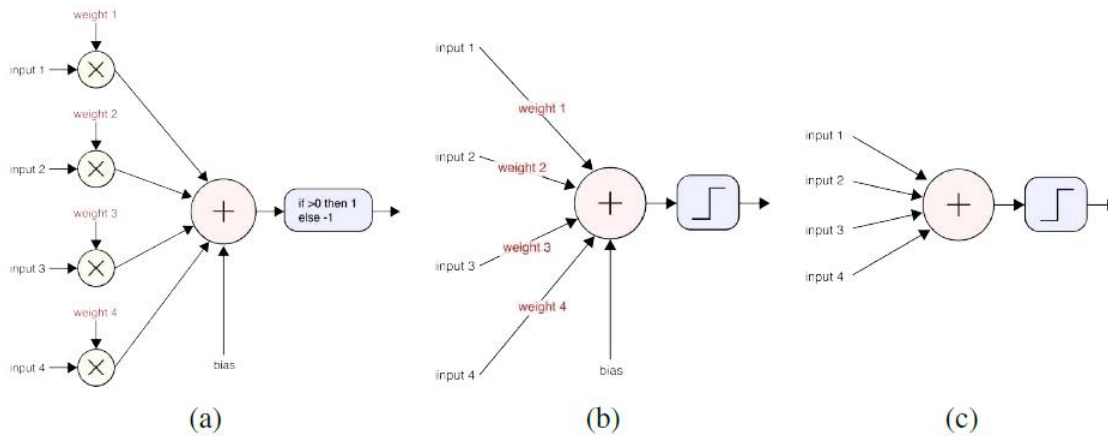 weight 1
input 1
weight 2
input 2
weight 3
input 3
weight 4
input 4
bias
if >0 then 1
else -1
(a)
input 1
weight 1
input 2
weight 2
weight 3
input 3
weight 4
input 4
bias
(b)
input 1
input 2
input 3
input 4
(c)